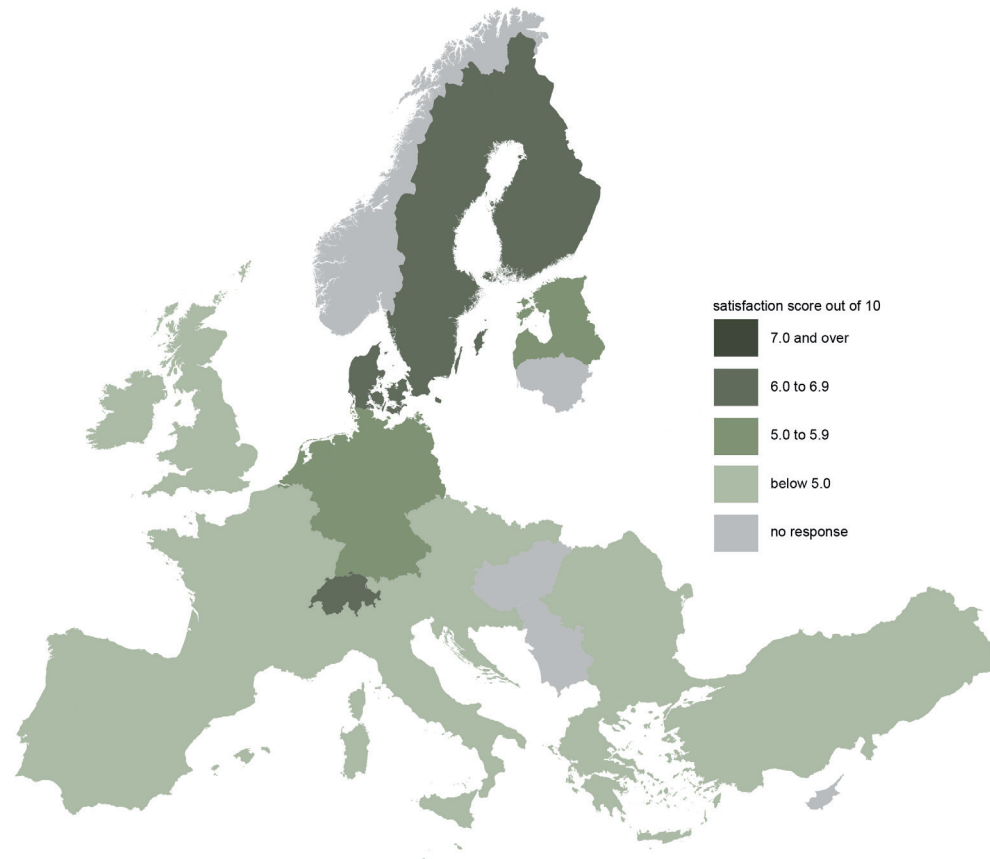 satisfaction score out of 10
7.0 and over
6.0 to 6.9
5.0 to 5.9
below 5.0
no response